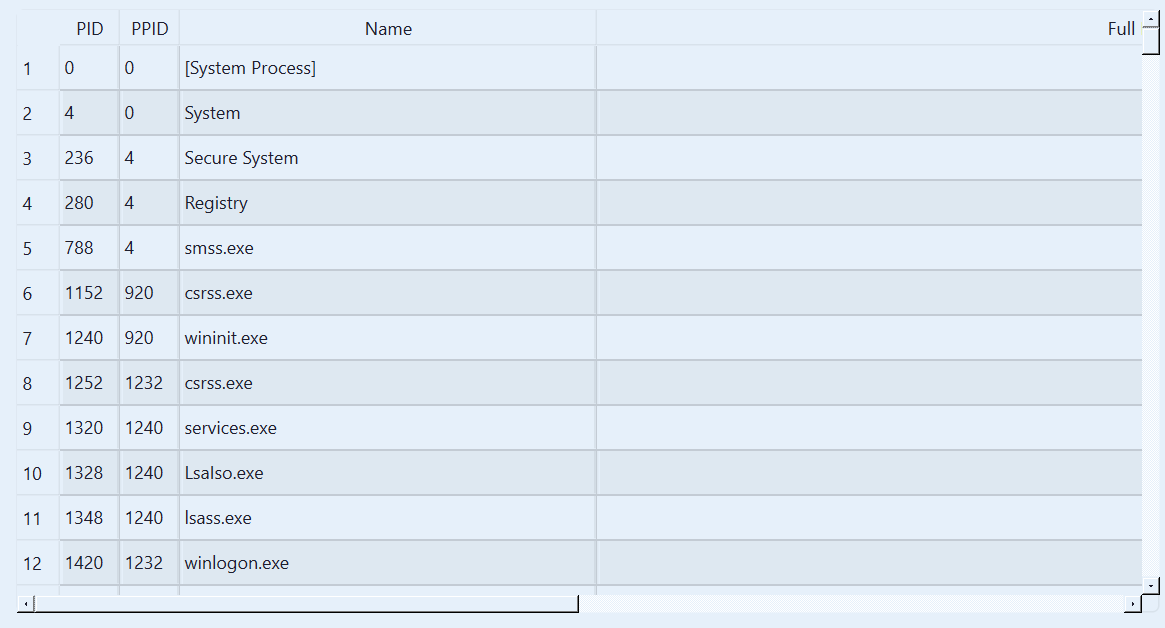 PID PPID Name Full
1 0 0 [System Process]
2 4 0 System
3 236 4 Secure System
4 280 4 Registry
5 788 4 smss.exe
6 1152 920 csrss.exe
7 1240 920 wininit.exe
8 1252 1232 csrss.exe
9 1320 1240 services.exe
10 1328 1240 LsaIso.exe
11 1348 1240 lsass.exe
12 1420 1232 winlogon.exe